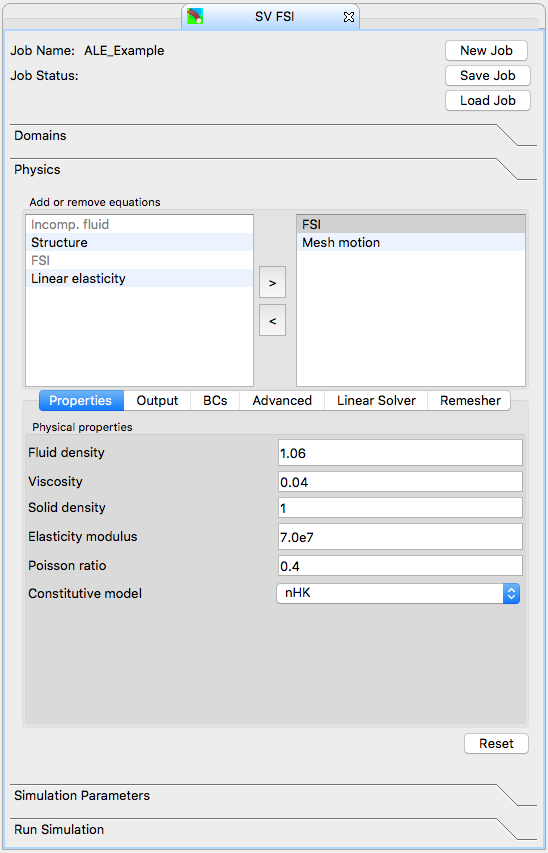 SV FSI
Job Name: ALE_Example
New Job
Job Status:
Save Job
Load Job
Domains
Physics
Add or remove equations
Incomp. fluid
Structure
FSI
Linear elasticity
>
<
FSI
Mesh motion
Properties Output BCs Advanced Linear Solver Remesher
Physical properties
Fluid density 1.06
Viscosity 0.04
Solid density 1
Elasticity modulus 7.0e7
Poisson ratio 0.4
Constitutive model nHK
Reset
Simulation Parameters
Run Simulation